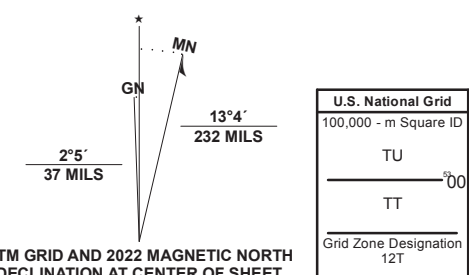 MN
GN
13°4´
232 MILS
2°5´
37 MILS
TM GRID AND 2022 MAGNETIC NORTH
DECLINATION AT CENTER OF SHEET
U.S. National Grid
100,000 - m Square ID
TU
5300
TT
Grid Zone Designation
12T